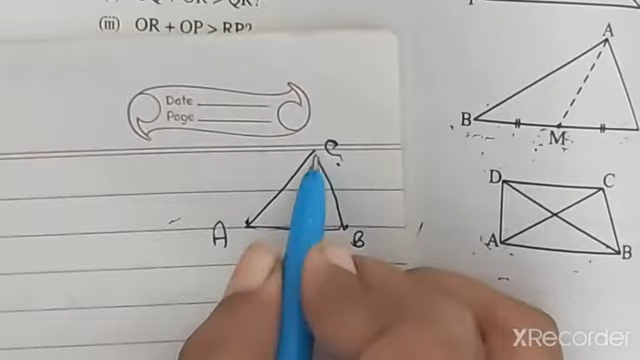 (iii) OR + OP > RP?
Date
Page
A
B
A
B
M
D
C
A
B
XRecorder